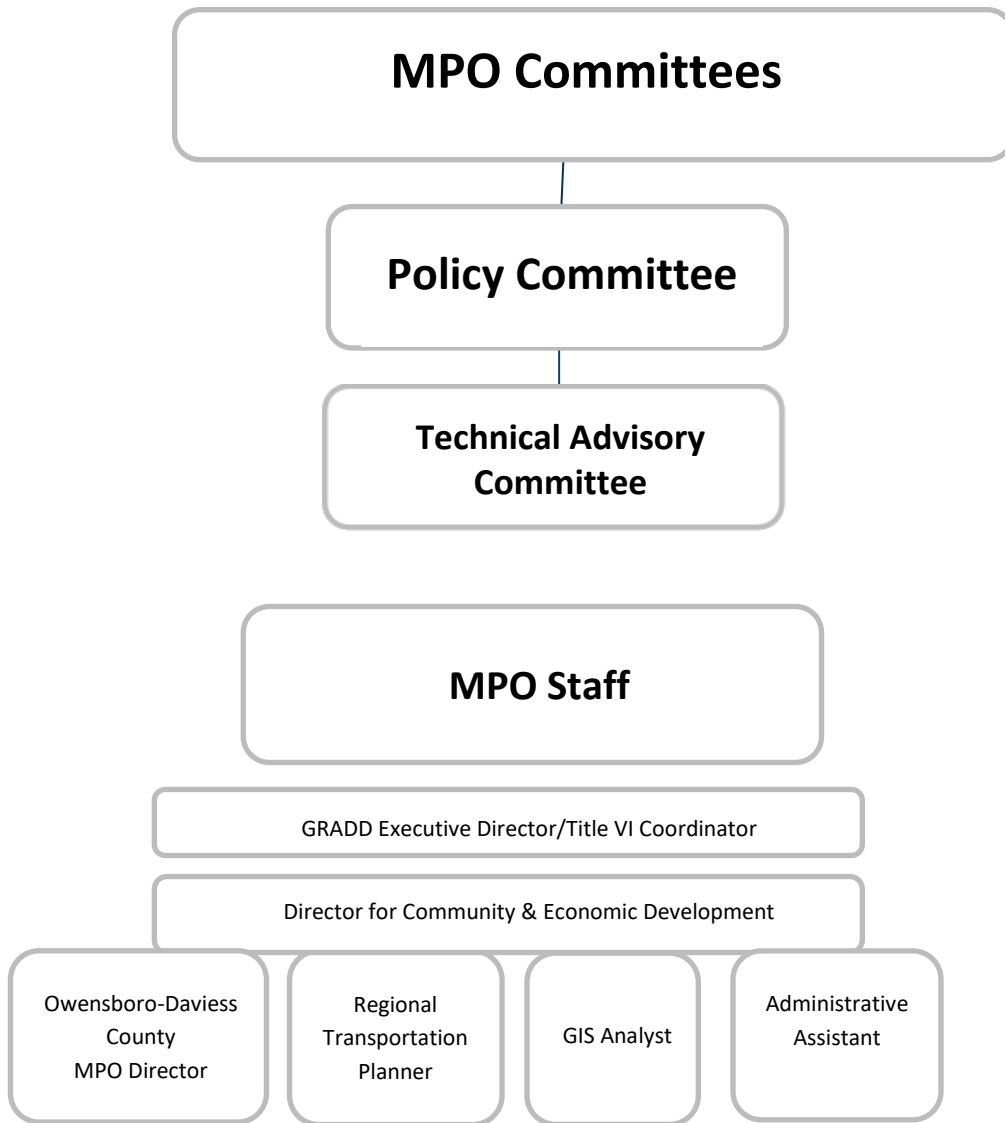 MPO Committees
Policy Committee
Technical Advisory
Committee
MPO Staff
GRADD Executive Director/Title VI Coordinator
Director for Community & Economic Development
Owensboro-Daviess
County
MPO Director
Regional
Transportation
Planner
GIS Analyst
Administrative
Assistant